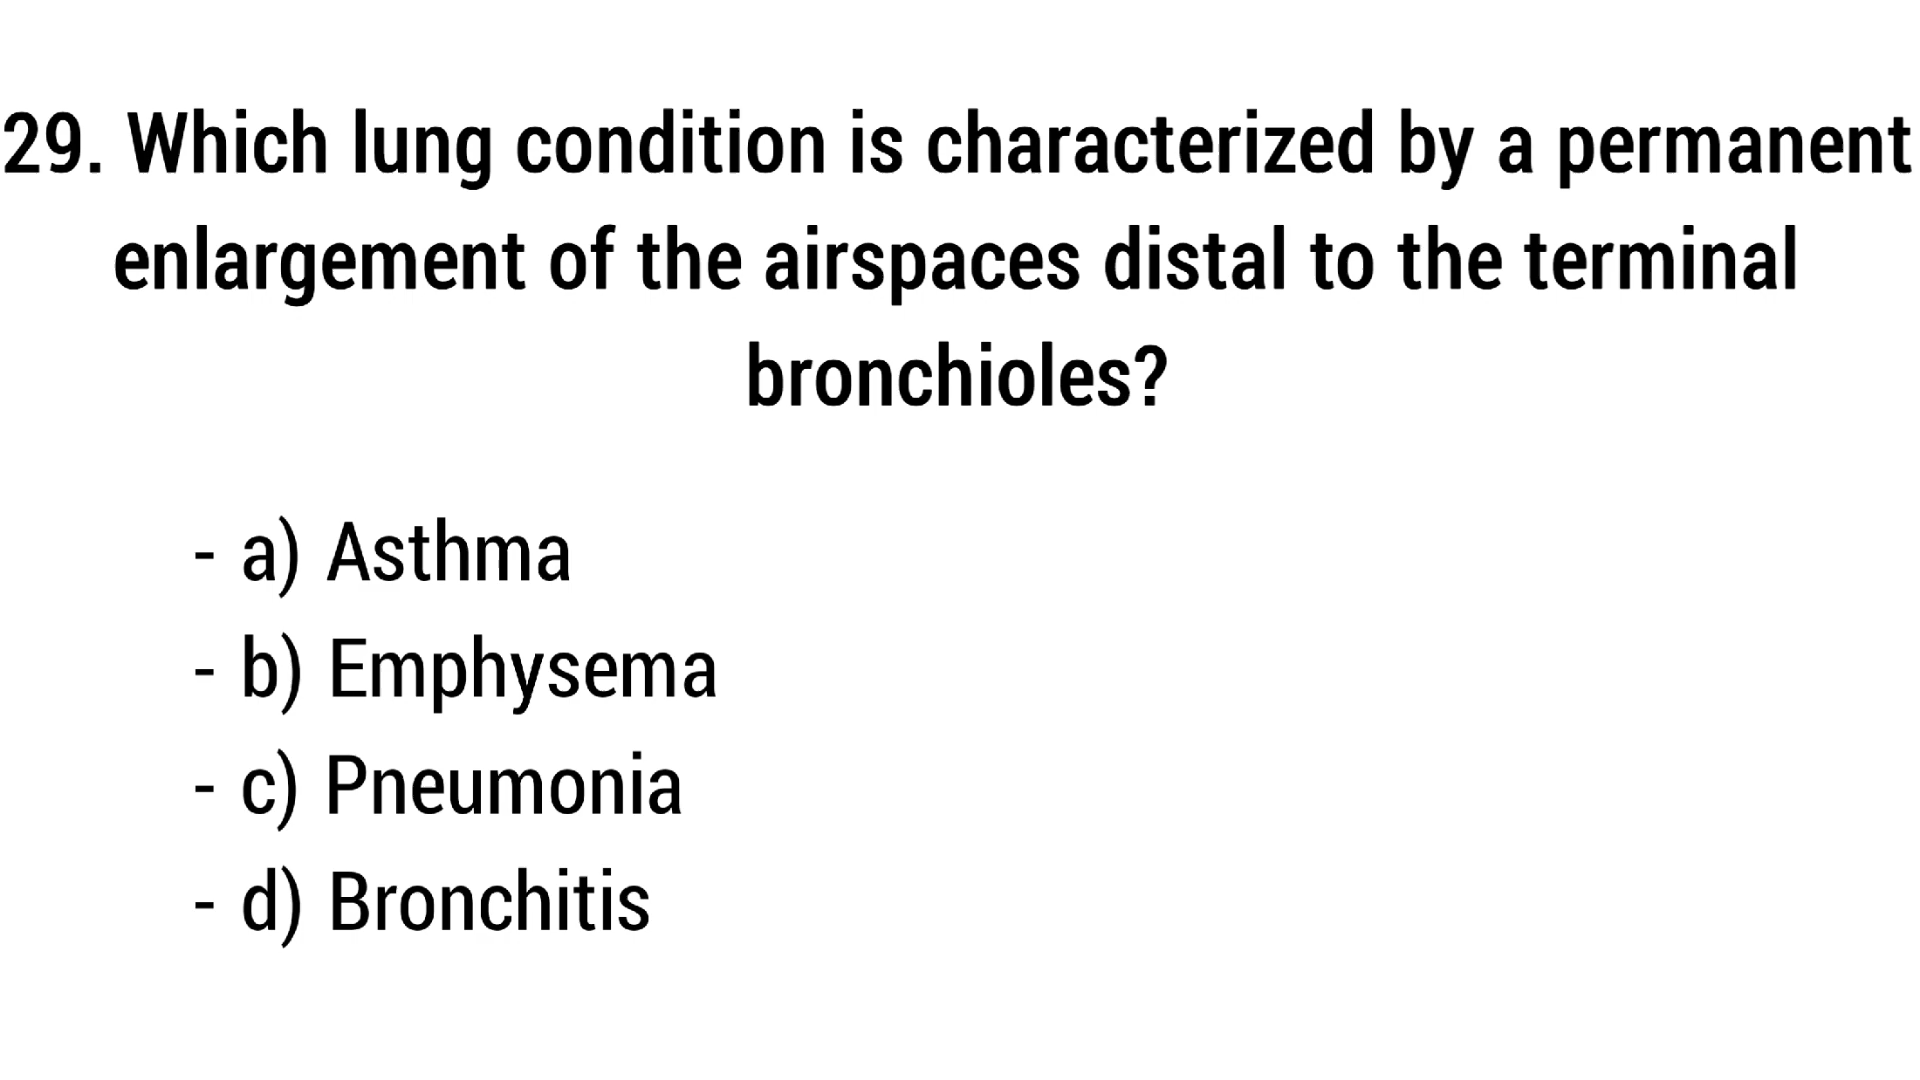 29. Which lung condition is characterized by a permanent
enlargement of the airspaces distal to the terminal
bronchioles?
- a) Asthma
- b) Emphysema
- c) Pneumonia
- d) Bronchitis